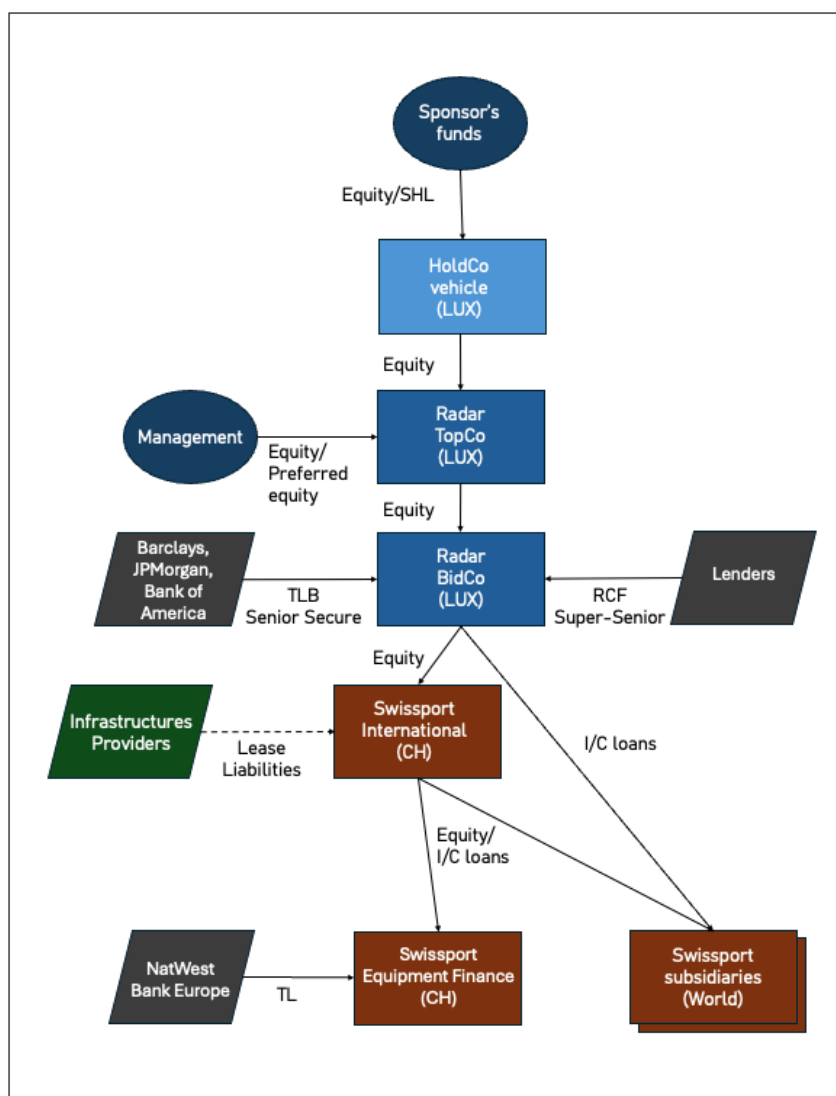 Sponsor's
funds
Equity/SHL
HoldCo
vehicle
(LUX)
Equity
Management
Equity/
Preferred
equity
Radar
TopCo
(LUX)
Equity
Barclays,
JPMorgan,
Bank of
America
TLB
Senior Secure
Radar
BidCo
(LUX)
RCF
Super-Senior
Lenders
Equity
Infrastructures
Providers
Lease
Liabilities
Swissport
International
(CH)
I/C loans
Equity/
I/C loans
NatWest
Bank Europe
TL
Swissport
Equipment Finance
(CH)
Swissport
subsidiaries
(World)